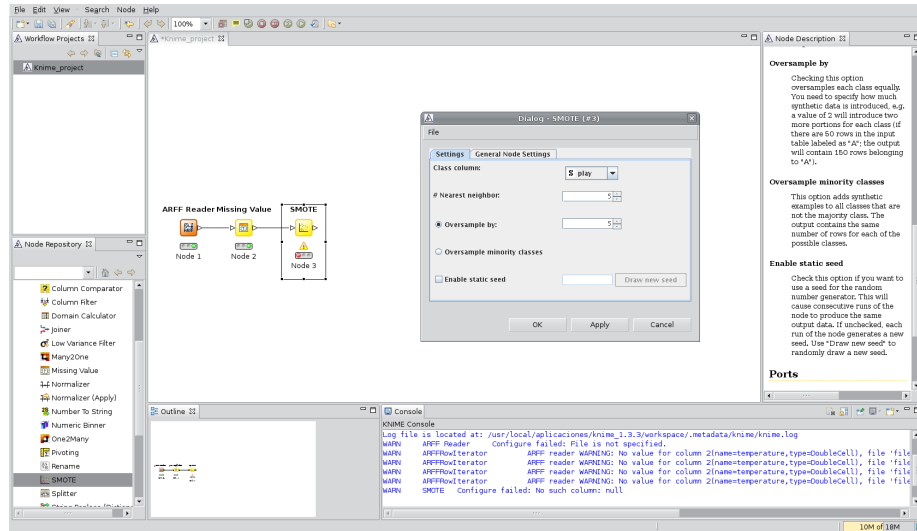 File Edit View Search Node Help
100%
Workflow Projects
Knime_project
*Knime_project
ARFF Reader Missing Value SMOTE
Node 1 Node 2 Node 3
Dialog - SMOTE (#3)
File
Settings General Node Settings
Class column:
S play
# Nearest neighbor:
5
Oversample by:
5
Oversample minority classes
Enable static seed
Draw new seed
OK Apply Cancel
Node Description
Oversample by
Checking this option
oversamples each class equally.
You need to specify how much
synthetic data is introduced, e.g.
a value of 2 will introduce two
more portions for each class (if
there are 50 rows in the input
table labeled as "A"; the output
will contain 150 rows belonging
to "A").
Oversample minority classes
This option adds synthetic
examples to all classes that are
not the majority class. The
output contains the same
number of rows for each of the
possible classes.
Enable static seed
Check this option if you want to
use a seed for the random
number generator. This will
cause consecutive runs of the
node to produce the same
output data. If unchecked, each
run of the node generates a new
seed. Use "Draw new seed" to
randomly draw a new seed.
Ports
Node Repository
Column Comparator
Column Filter
Domain Calculator
Joiner
Low Variance Filter
Many2One
Missing Value
Normalizer
Normalizer (Apply)
Number To String
Numeric Binner
One2Many
Pivoting
Rename
SMOTE
Splitter
Outline
Console
KNIME Console
Log file is located at: /usr/local/aplicaciones/knime_1.3.3/workspace/.metadata/knime/knime.log
WARN ARFF Reader Configure failed: File is not specified.
WARN ARFFRowIterator ARFF reader WARNING: No value for column 2(name=temperature,type=DoubleCell), file 'file
WARN ARFFRowIterator ARFF reader WARNING: No value for column 2(name=temperature,type=DoubleCell), file 'file
WARN ARFFRowIterator ARFF reader WARNING: No value for column 2(name=temperature,type=DoubleCell), file 'file
WARN ARFFRowIterator ARFF reader WARNING: No value for column 2(name=temperature,type=DoubleCell), file 'file
WARN SMOTE Configure failed: No such column: null
10M of 18M